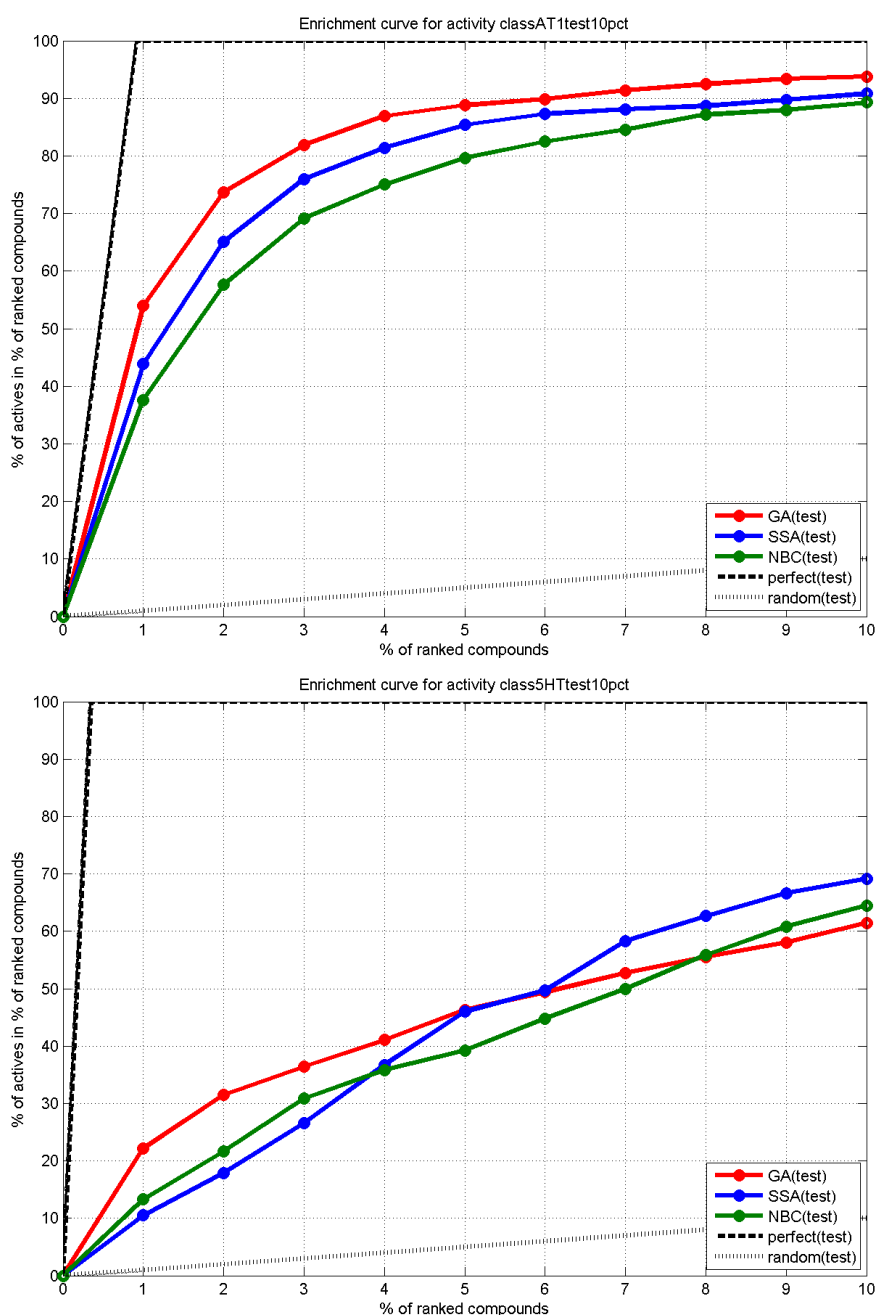 Enrichment curve for activity classAT1test10pct
100
90
80
70
60
50
40
30
20
10
0
% of actives in % of ranked compounds
GA(test)
SSA(test)
NBC(test)
perfect(test)
random(test)
0 1 2 3 4 5 6 7 8 9 10
% of ranked compounds
Enrichment curve for activity class5HTtest10pct
100
90
80
70
60
50
40
30
20
10
0
% of actives in % of ranked compounds
GA(test)
SSA(test)
NBC(test)
perfect(test)
random(test)
0 1 2 3 4 5 6 7 8 9 10
% of ranked compounds